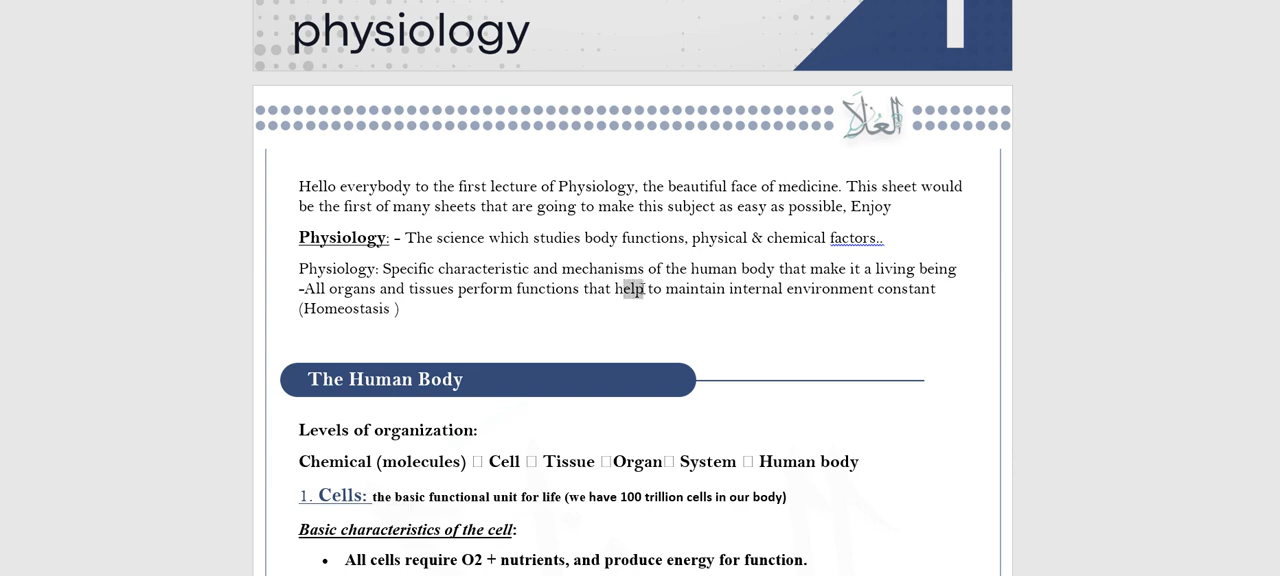 physiology
العلا
Hello everybody to the first lecture of Physiology, the beautiful face of medicine. This sheet would
be the first of many sheets that are going to make this subject as easy as possible, Enjoy
Physiology: - The science which studies body functions, physical & chemical factors..
Physiology: Specific characteristic and mechanisms of the human body that make it a living being
-All organs and tissues perform functions that help to maintain internal environment constant
(Homeostasis )
The Human Body
Levels of organization:
Chemical (molecules) □ Cell □ Tissue □Organ□ System □ Human body
1. Cells: the basic functional unit for life (we have 100 trillion cells in our body)
Basic characteristics of the cell:
• All cells require O2 + nutrients, and produce energy for function.